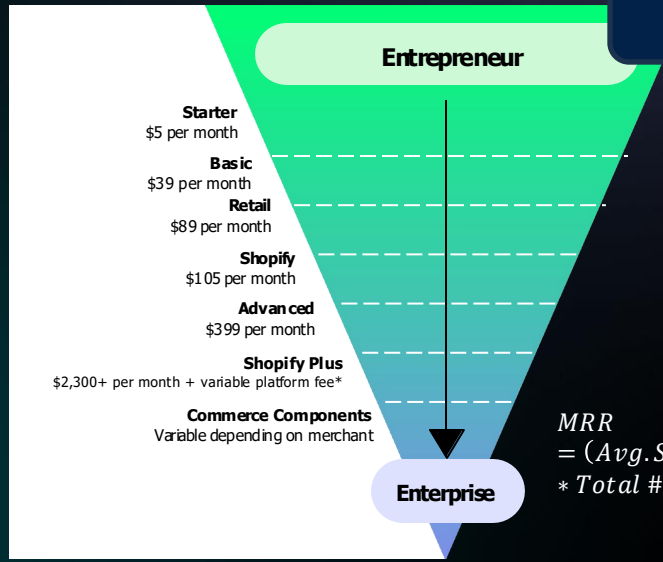 Entrepreneur
Starter
$5 per month
Basic
$39 per month
Retail
$89 per month
Shopify
$105 per month
Advanced
$399 per month
Shopify Plus
$2,300+ per month + variable platform fee*
Commerce Components
Variable depending on merchant
Enterprise
MRR
= (Avg.S
* Total #